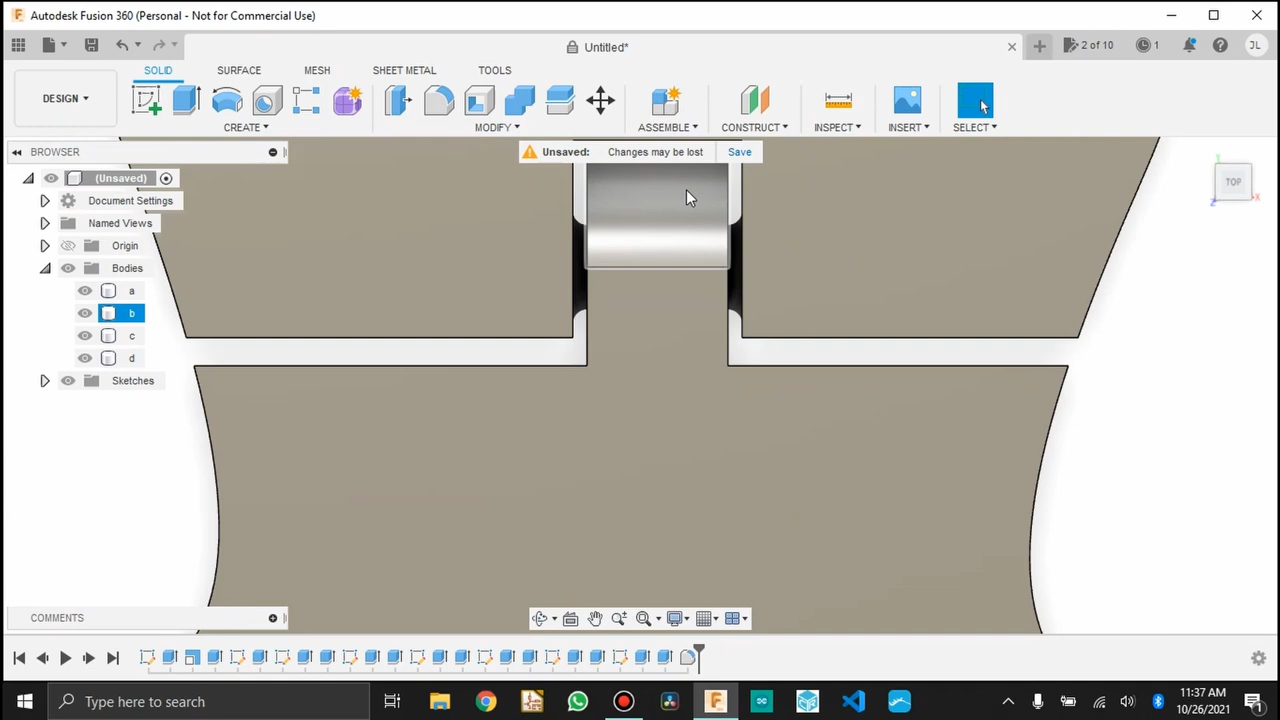 Autodesk Fusion 360 (Personal - Not for Commercial Use)
Untitled*
2 of 10
1
JL
DESIGN
SOLID
SURFACE
MESH
SHEET METAL
TOOLS
CREATE
MODIFY
ASSEMBLE
CONSTRUCT
INSPECT
INSERT
SELECT
BROWSER
Unsaved: Changes may be lost Save
(Unsaved)
Document Settings
Named Views
Origin
Bodies
a
b
c
d
Sketches
TOP
Y
X
Z
COMMENTS
Type here to search
11:37 AM
10/26/2021
1